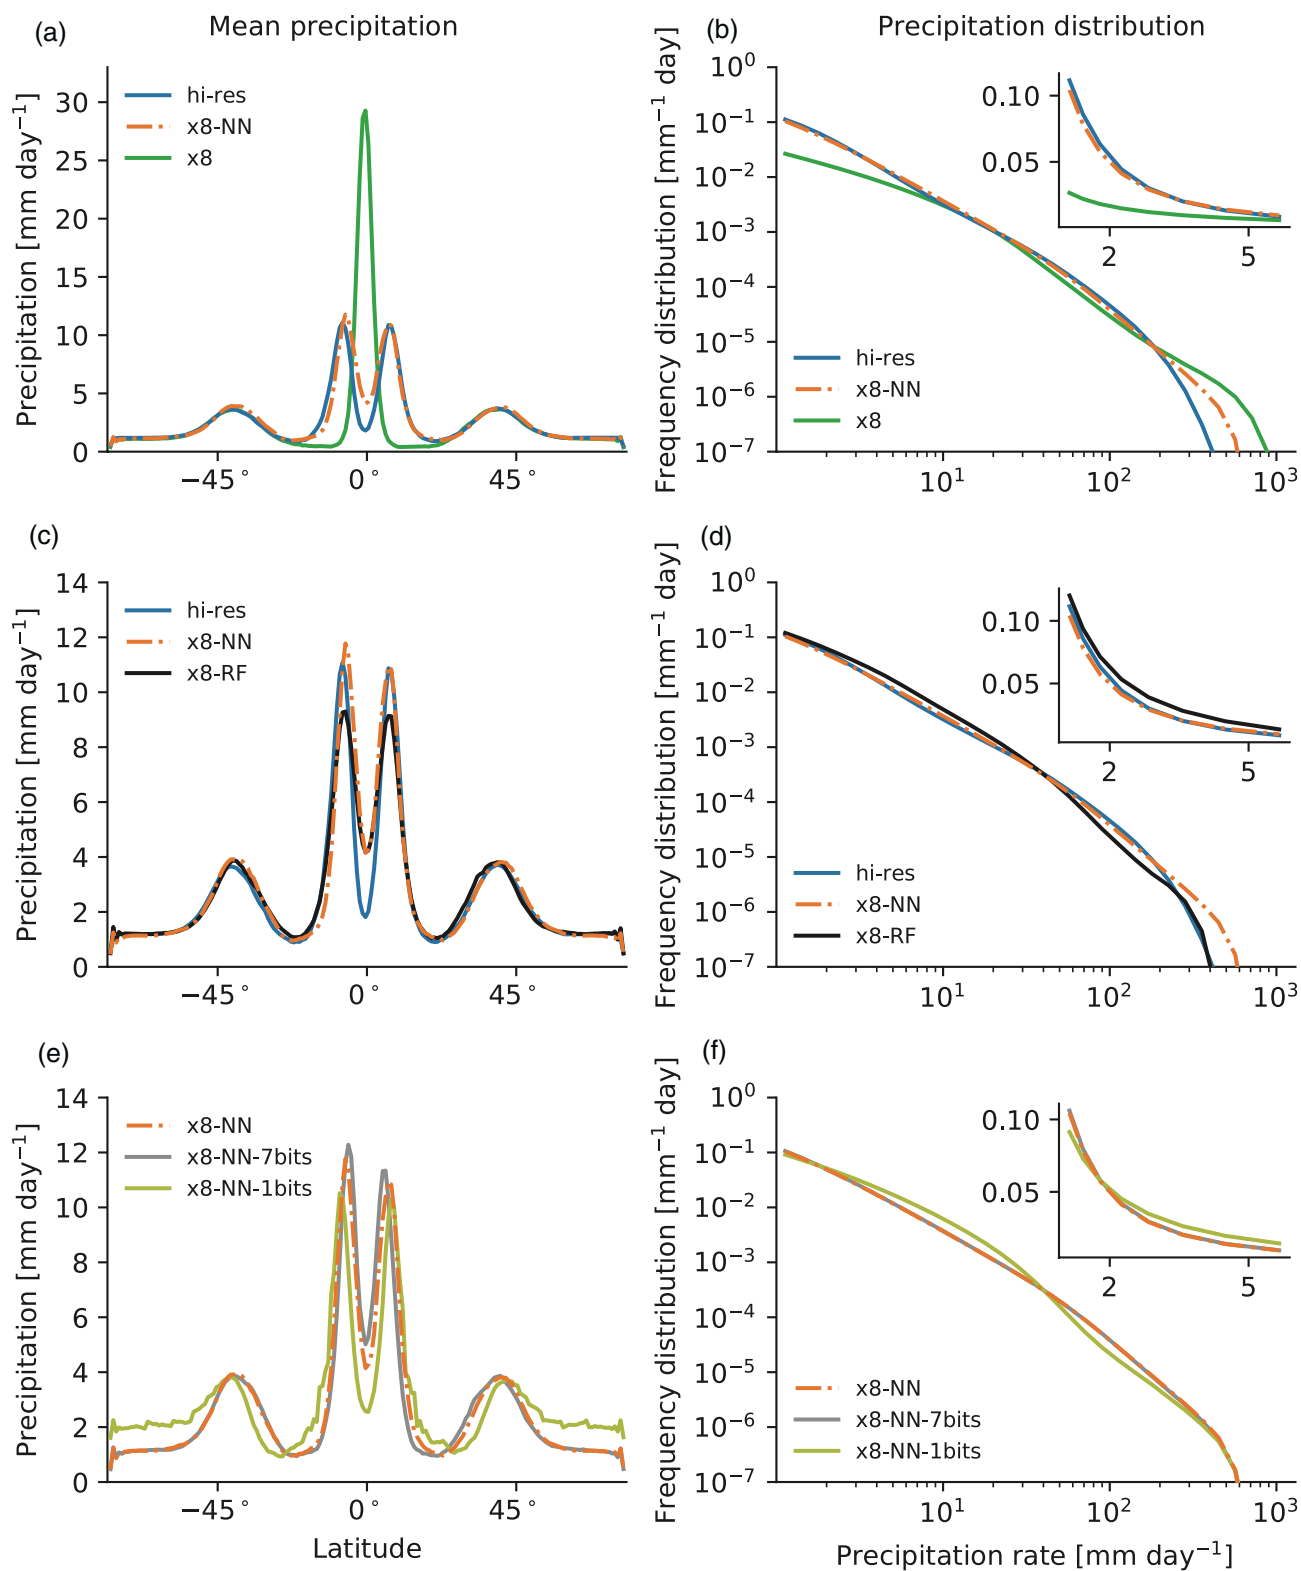 (a)
Mean precipitation
Precipitation [mm day⁻¹]
30
25
20
15
10
5
0
hi-res
x8-NN
x8
−45° 0° 45°
(b)
Precipitation distribution
Frequency distribution [mm⁻¹ day]
10⁰
10⁻¹
10⁻²
10⁻³
10⁻⁴
10⁻⁵
10⁻⁶
10⁻⁷
0.10
0.05
2 5
hi-res
x8-NN
x8
10¹ 10² 10³
(c)
Precipitation [mm day⁻¹]
14
12
10
8
6
4
2
0
hi-res
x8-NN
x8-RF
−45° 0° 45°
(d)
Frequency distribution [mm⁻¹ day]
10⁰
10⁻¹
10⁻²
10⁻³
10⁻⁴
10⁻⁵
10⁻⁶
10⁻⁷
0.10
0.05
2 5
hi-res
x8-NN
x8-RF
10¹ 10² 10³
(e)
Precipitation [mm day⁻¹]
14
12
10
8
6
4
2
0
x8-NN
x8-NN-7bits
x8-NN-1bits
−45° 0° 45°
Latitude
(f)
Frequency distribution [mm⁻¹ day]
10⁰
10⁻¹
10⁻²
10⁻³
10⁻⁴
10⁻⁵
10⁻⁶
10⁻⁷
0.10
0.05
2 5
x8-NN
x8-NN-7bits
x8-NN-1bits
10¹ 10² 10³
Precipitation rate [mm day⁻¹]